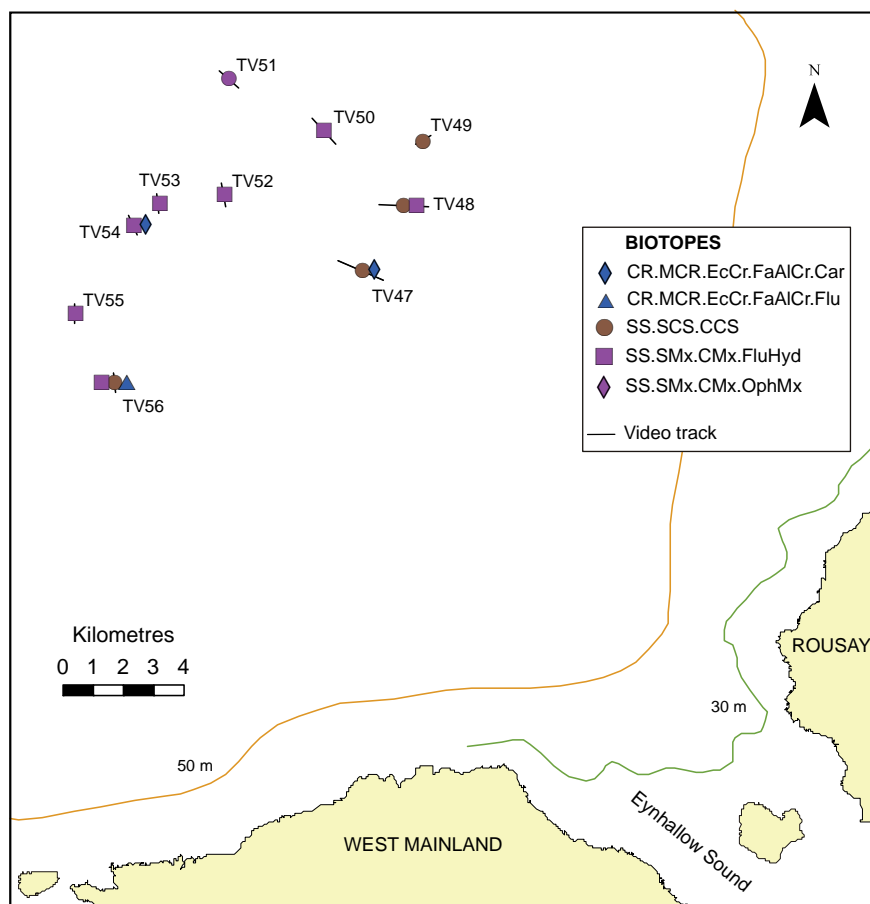 TV51
N
TV50
TV49
TV53
TV52
TV48
TV54
BIOTOPES
CR.MCR.EcCr.FaAlCr.Car
CR.MCR.EcCr.FaAlCr.Flu
SS.SCS.CCS
SS.SMx.CMx.FluHyd
SS.SMx.CMx.OphMx
Video track
TV47
TV55
TV56
Kilometres
0 1 2 3 4
ROUSAY
30 m
50 m
Eynhallow Sound
WEST MAINLAND